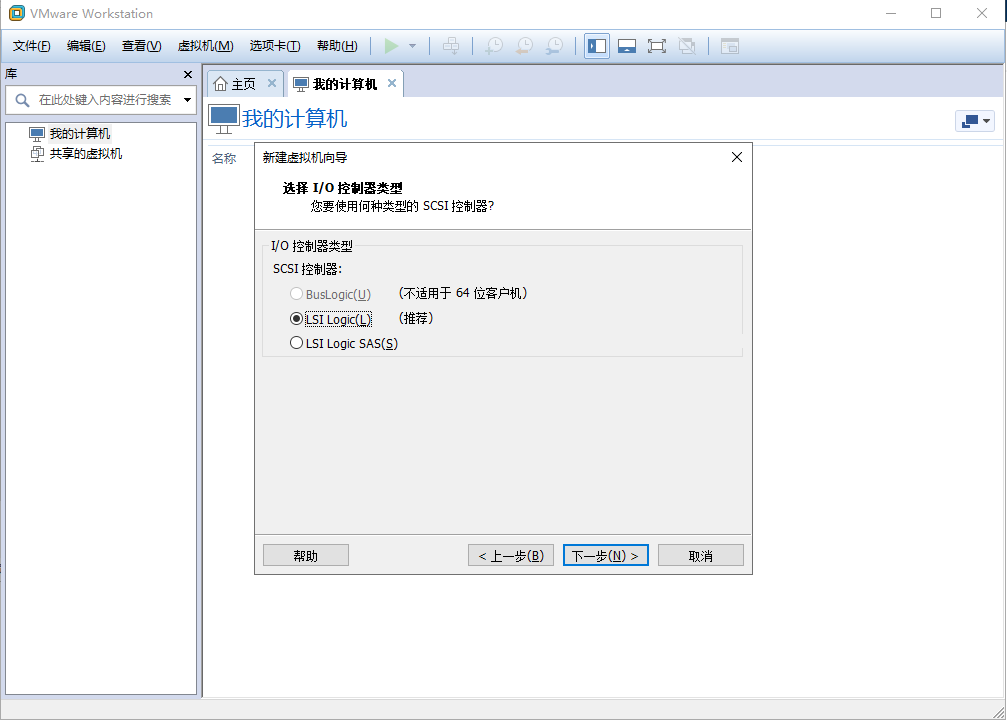 VMware Workstation
文件(F) 编辑(E) 查看(V) 虚拟机(M) 选项卡(T) 帮助(H)
库
在此处键入内容进行搜索
我的计算机
共享的虚拟机
主页 我的计算机
我的计算机
名称
新建虚拟机向导
选择 I/O 控制器类型
您要使用何种类型的 SCSI 控制器?
I/O 控制器类型
SCSI 控制器:
BusLogic(U) (不适用于 64 位客户机)
LSI Logic(L) (推荐)
LSI Logic SAS(S)
帮助 < 上一步(B) 下一步(N) > 取消